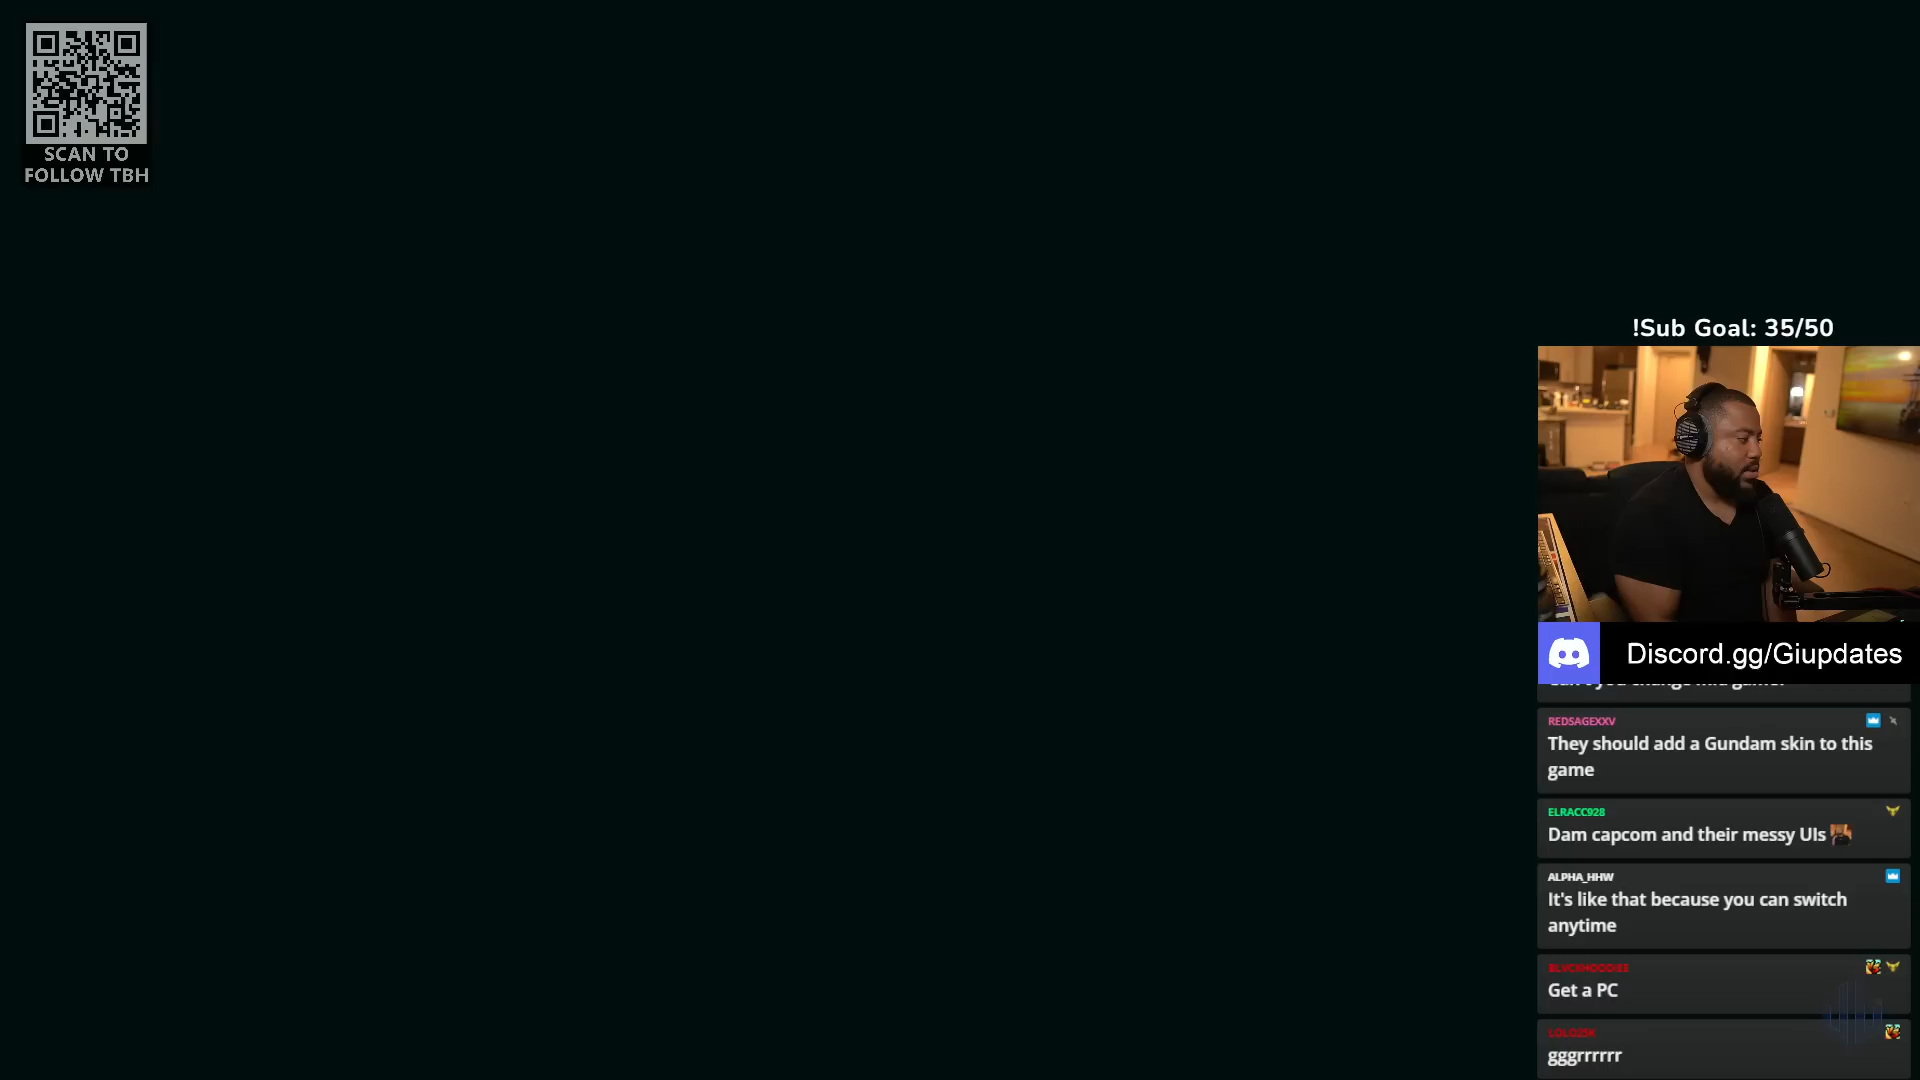 SCAN TO
FOLLOW TBH
!Sub Goal: 35/50
Discord.gg/Giupdates
REDSAGEXXV
They should add a Gundam skin to this
game
ELRACC928
Dam capcom and their messy UIs
ALPHA_HHW
It's like that because you can switch
anytime
Get a PC
LOLO25K
gggrrrrrr